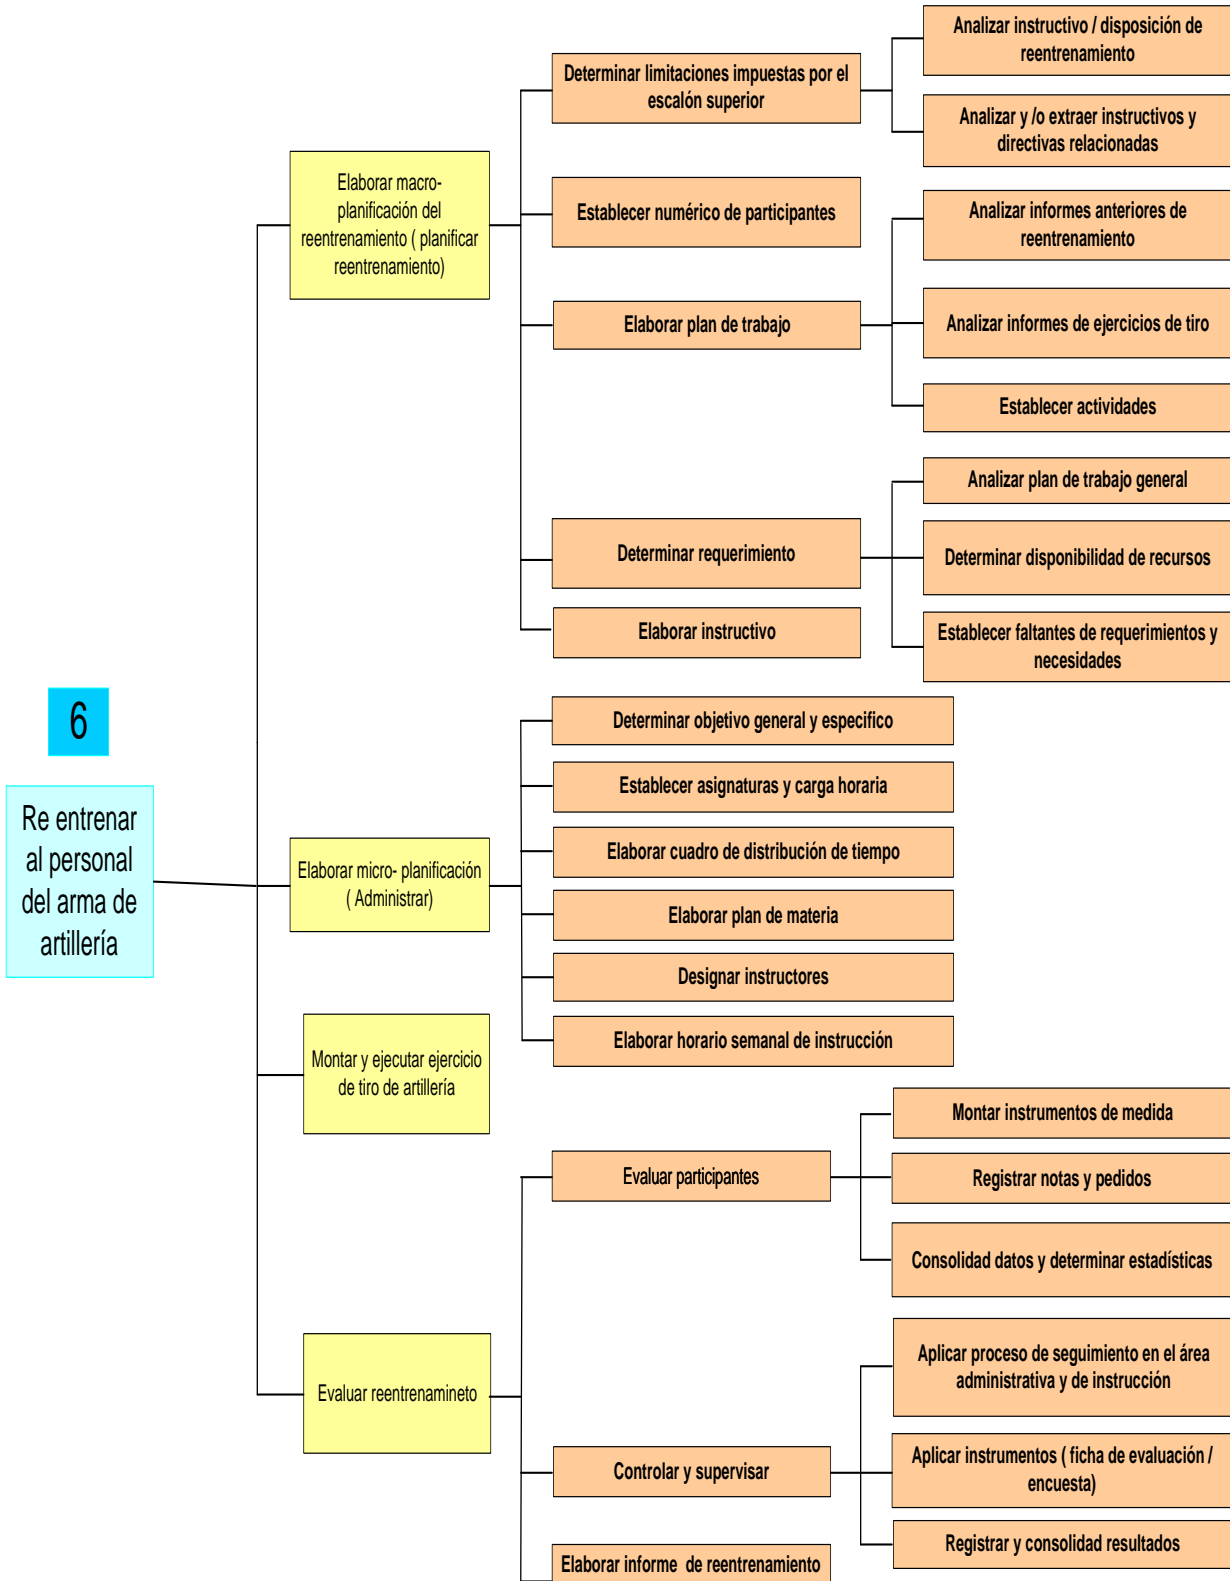 6
Re entrenar
al personal
del arma de
artillería
Elaborar macro-
planificación del
reentrenamiento ( planificar
reentrenamiento)
Determinar limitaciones impuestas por el
escalón superior
Analizar instructivo / disposición de
reentrenamiento
Analizar y /o extraer instructivos y
directivas relacionadas
Establecer numérico de participantes
Elaborar plan de trabajo
Analizar informes anteriores de
reentrenamiento
Analizar informes de ejercicios de tiro
Establecer actividades
Determinar requerimiento
Analizar plan de trabajo general
Determinar disponibilidad de recursos
Establecer faltantes de requerimientos y
necesidades
Elaborar instructivo
Elaborar micro- planificación
( Administrar)
Determinar objetivo general y especifico
Establecer asignaturas y carga horaria
Elaborar cuadro de distribución de tiempo
Elaborar plan de materia
Designar instructores
Elaborar horario semanal de instrucción
Montar y ejecutar ejercicio
de tiro de artillería
Evaluar reentrenamineto
Evaluar participantes
Montar instrumentos de medida
Registrar notas y pedidos
Consolidad datos y determinar estadísticas
Controlar y supervisar
Aplicar proceso de seguimiento en el área
administrativa y de instrucción
Aplicar instrumentos ( ficha de evaluación /
encuesta)
Registrar y consolidad resultados
Elaborar informe de reentrenamiento